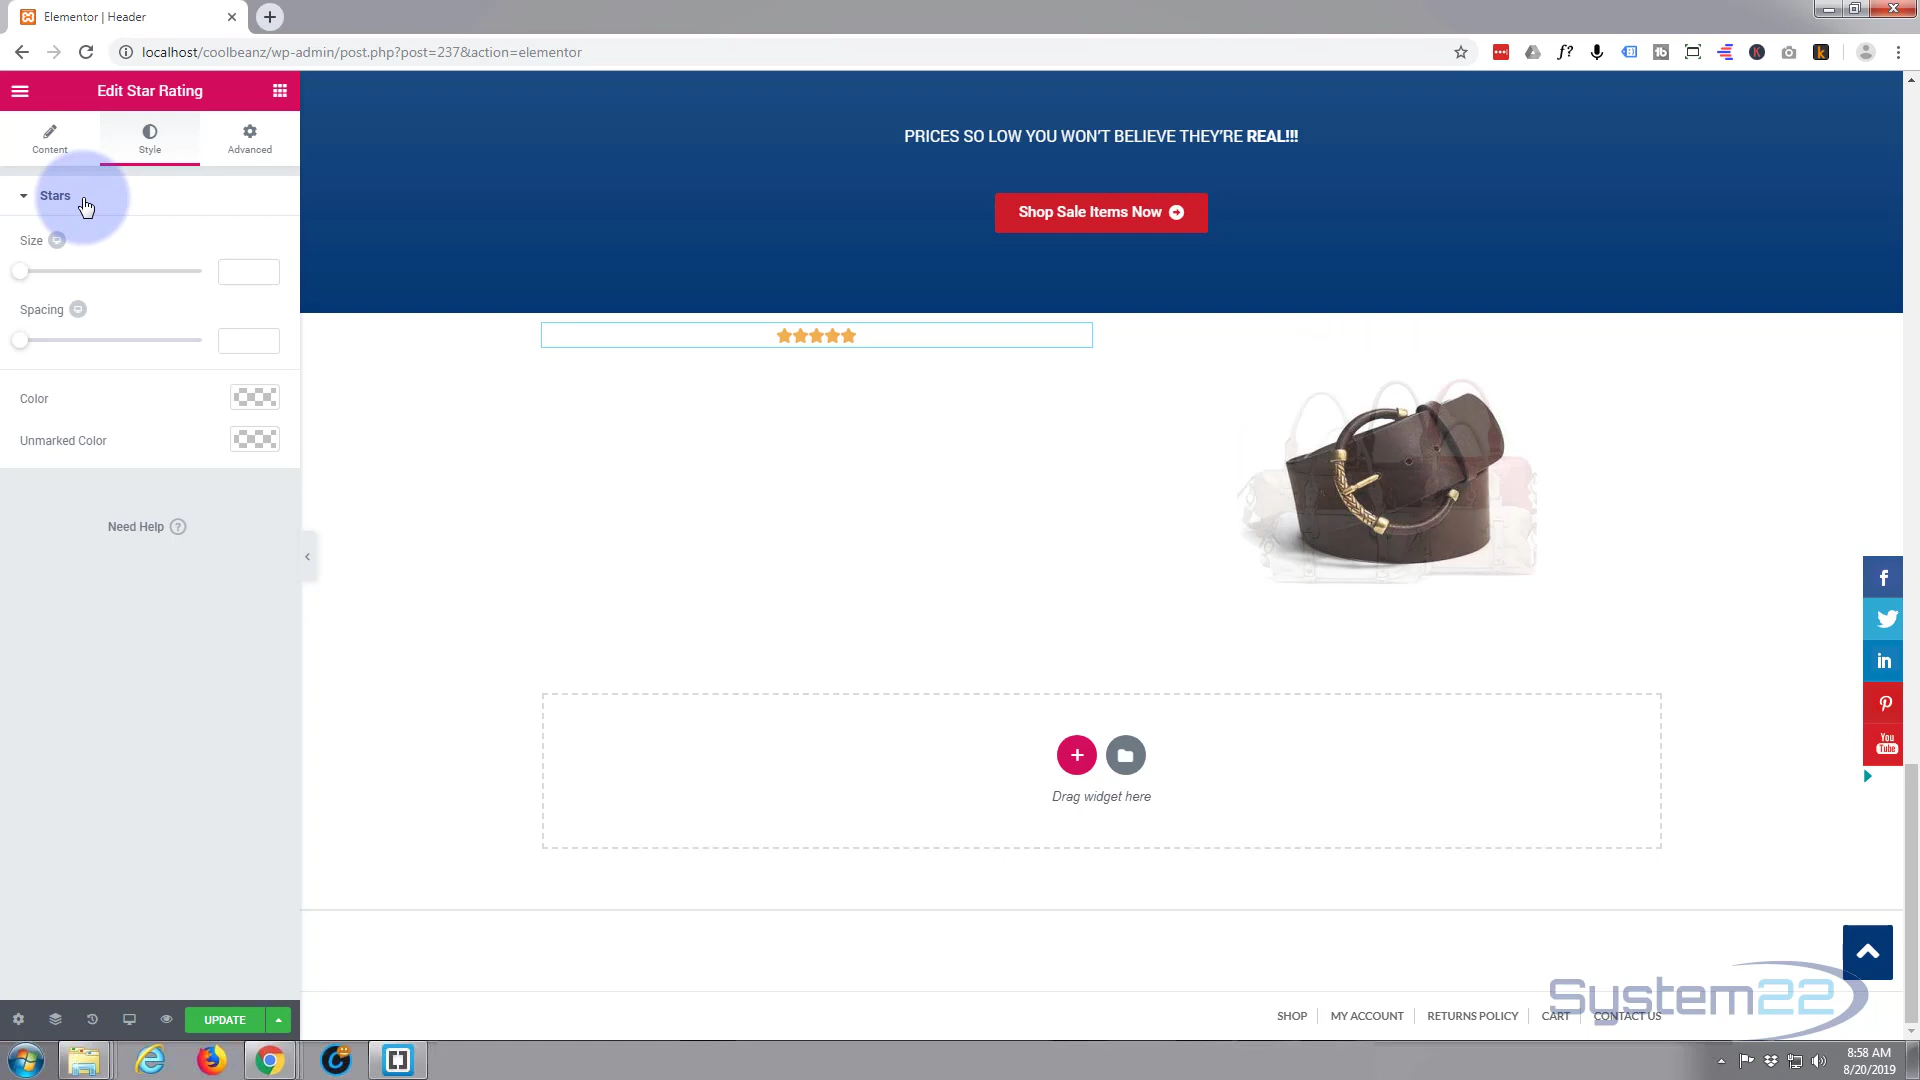 Elementor | Header
localhost/coolbeanz/wp-admin/post.php?post=237&action=elementor
Edit Star Rating
Content
Style
Advanced
Stars
Size
Spacing
Color
Unmarked Color
Need Help ?
UPDATE
PRICES SO LOW YOU WON'T BELIEVE THEY'RE REAL!!!
Shop Sale Items Now
Drag widget here
You
Tube
System22
SHOP
MY ACCOUNT
RETURNS POLICY
CART
CONTACT US
8:58 AM
8/20/2019